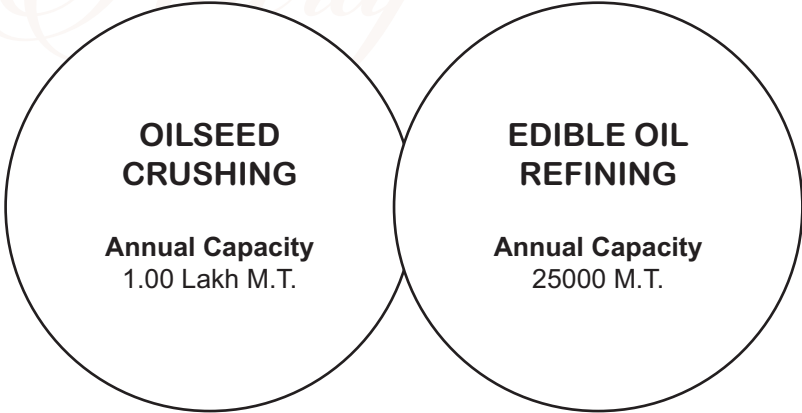 OILSEED
CRUSHING
Annual Capacity
1.00 Lakh M.T.
EDIBLE OIL
REFINING
Annual Capacity
25000 M.T.